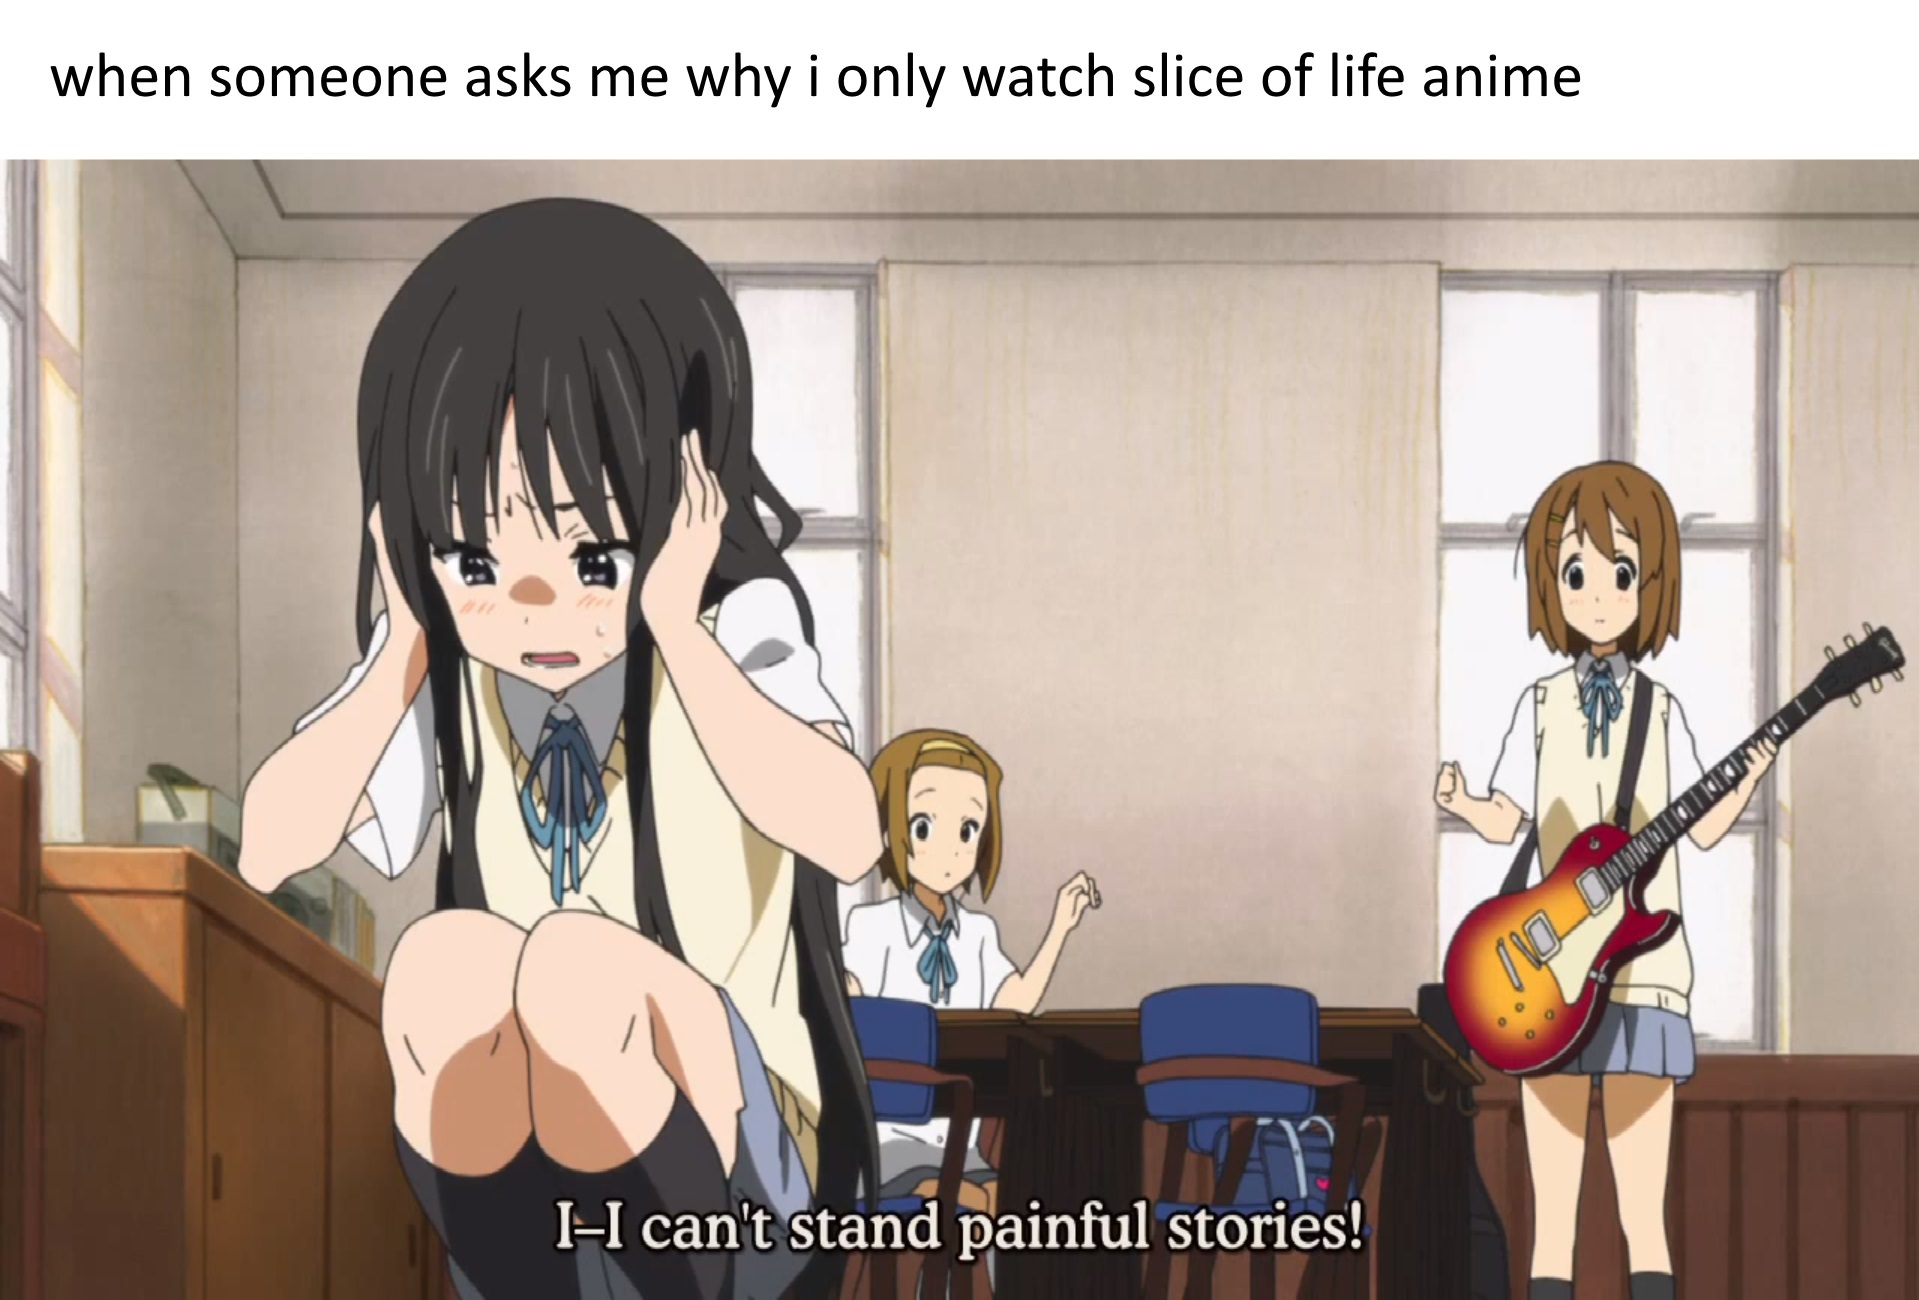 when someone asks me why i only watch slice of life anime
I–I can't stand painful stories!